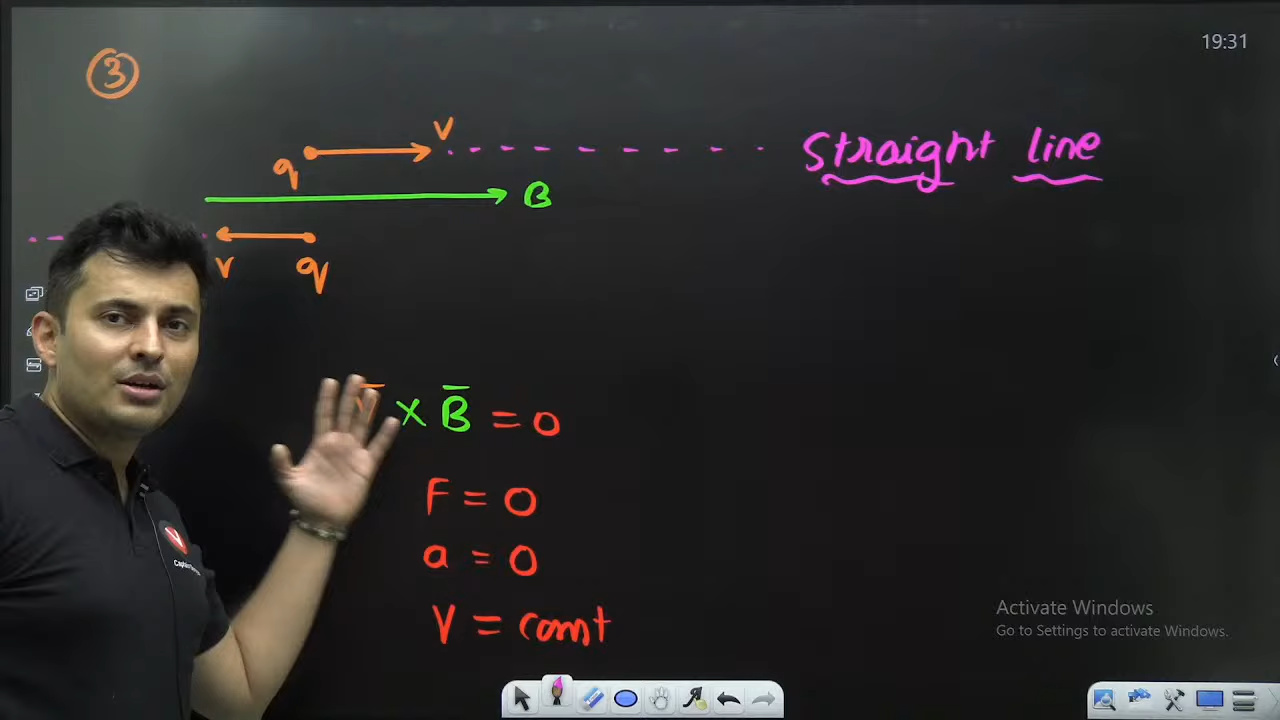 19:31
3
v
q
Straight line
B
v q
V̄ × B̄ = 0
F = 0
a = 0
V = const
Activate Windows
Go to Settings to activate Windows.